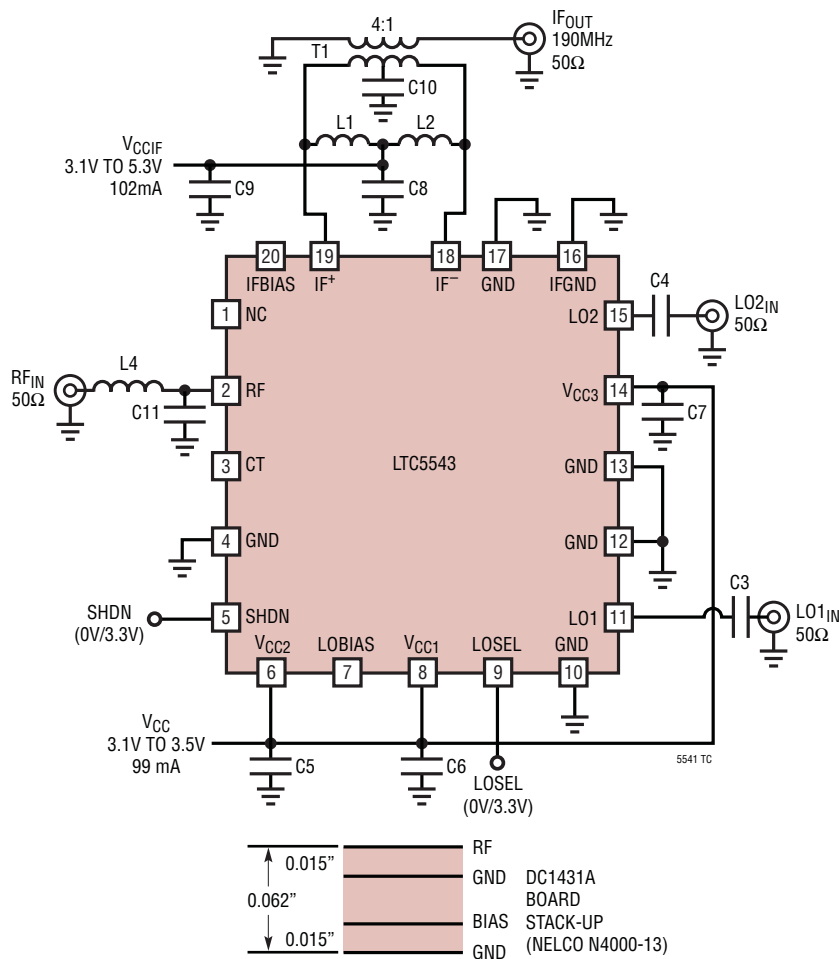 4:1
T1
IFOUT
190MHz
50Ω
C10
L1
L2
VCCIF
3.1V TO 5.3V
102mA
C9
C8
20
19
18
17
16
IFBIAS
IF+
IF−
GND
IFGND
C4
LO2IN
50Ω
1
NC
LO2
15
RFIN
50Ω
L4
C11
2
RF
VCC3
14
C7
3
CT
LTC5543
GND
13
4
GND
GND
12
SHDN
(0V/3.3V)
5
SHDN
LO1
11
C3
LO1IN
50Ω
VCC2
LOBIAS
VCC1
LOSEL
GND
6
7
8
9
10
VCC
3.1V TO 3.5V
99 mA
C5
C6
LOSEL
(0V/3.3V)
5541 TC
0.015”
0.062”
0.015”
RF
GND
BIAS
GND
DC1431A
BOARD
STACK-UP
(NELCO N4000-13)